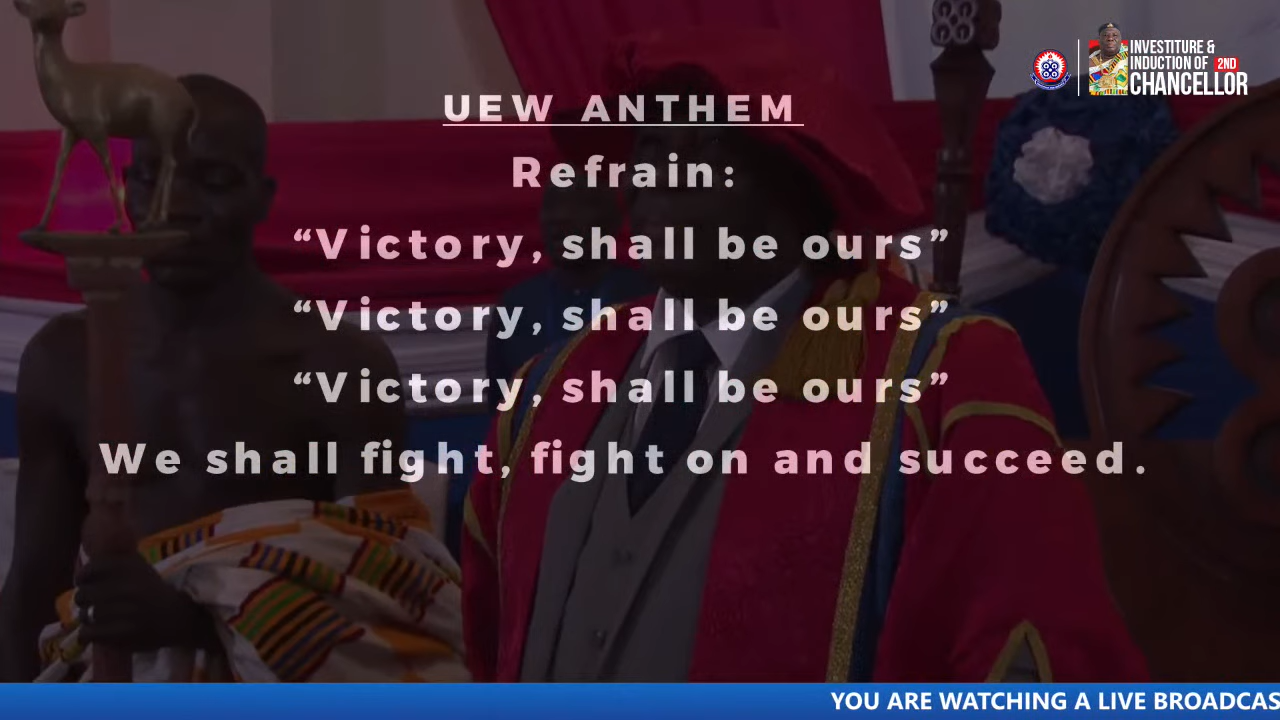 INVESTITURE &
INDUCTION OF 2ND
CHANCELLOR
UEW ANTHEM
Refrain:
“Victory, shall be ours”
“Victory, shall be ours”
“Victory, shall be ours”
We shall fight, fight on and succeed.
YOU ARE WATCHING A LIVE BROADCAS